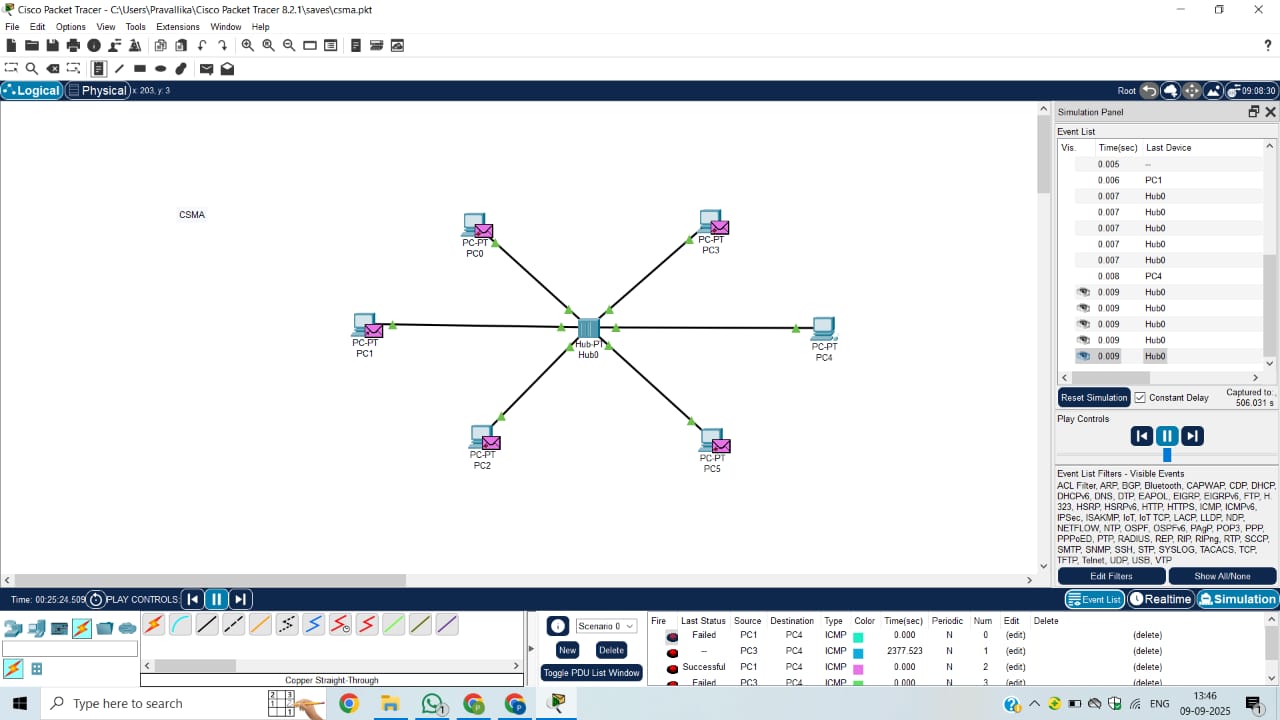 Cisco Packet Tracer - C:\Users\Pravallika\Cisco Packet Tracer 8.2.1\saves\csma.pkt
File Edit Options View Tools Extensions Window Help
Logical Physical x: 203, y: 3 Root 09:08:30
CSMA
PC-PT
PC0
PC-PT
PC3
PC-PT
PC1
Hub-PT
Hub0
PC-PT
PC4
PC-PT
PC2
PC-PT
PC5
Simulation Panel
Event List
Vis. Time(sec) Last Device
0.005 --
0.006 PC1
0.007 Hub0
0.007 Hub0
0.007 Hub0
0.007 Hub0
0.007 Hub0
0.008 PC4
0.009 Hub0
0.009 Hub0
0.009 Hub0
0.009 Hub0
0.009 Hub0
Reset Simulation Constant Delay Captured to:
506.031 s
Play Controls
Event List Filters - Visible Events
ACL Filter, ARP, BGP, Bluetooth, CAPWAP, CDP, DHCP,
DHCPv6, DNS, DTP, EAPOL, EIGRP, EIGRPv6, FTP, H.
323, HSRP, HSRPv6, HTTP, HTTPS, ICMP, ICMPv6,
IPSec, ISAKMP, IoT, IoT TCP, LACP, LLDP, NDP,
NETFLOW, NTP, OSPF, OSPFv6, PAgP, POP3, PPP,
PPPoED, PTP, RADIUS, REP, RIP, RIPng, RTP, SCCP,
SMTP, SNMP, SSH, STP, SYSLOG, TACACS, TCP,
TFTP, Telnet, UDP, USB, VTP
Edit Filters Show All/None
Time: 00:25:24.509 PLAY CONTROLS: Event List Realtime Simulation
Copper Straight-Through
Scenario 0
New Delete
Toggle PDU List Window
Fire Last Status Source Destination Type Color Time(sec) Periodic Num Edit Delete
Failed PC1 PC4 ICMP 0.000 N 0 (edit) (delete)
-- PC3 PC4 ICMP 2377.523 N 1 (edit) (delete)
Successful PC1 PC4 ICMP 0.000 N 2 (edit) (delete)
Failed PC3 PC4 ICMP 0.000 N 3 (edit) (delete)
Type here to search
ENG
13:46
09-09-2025